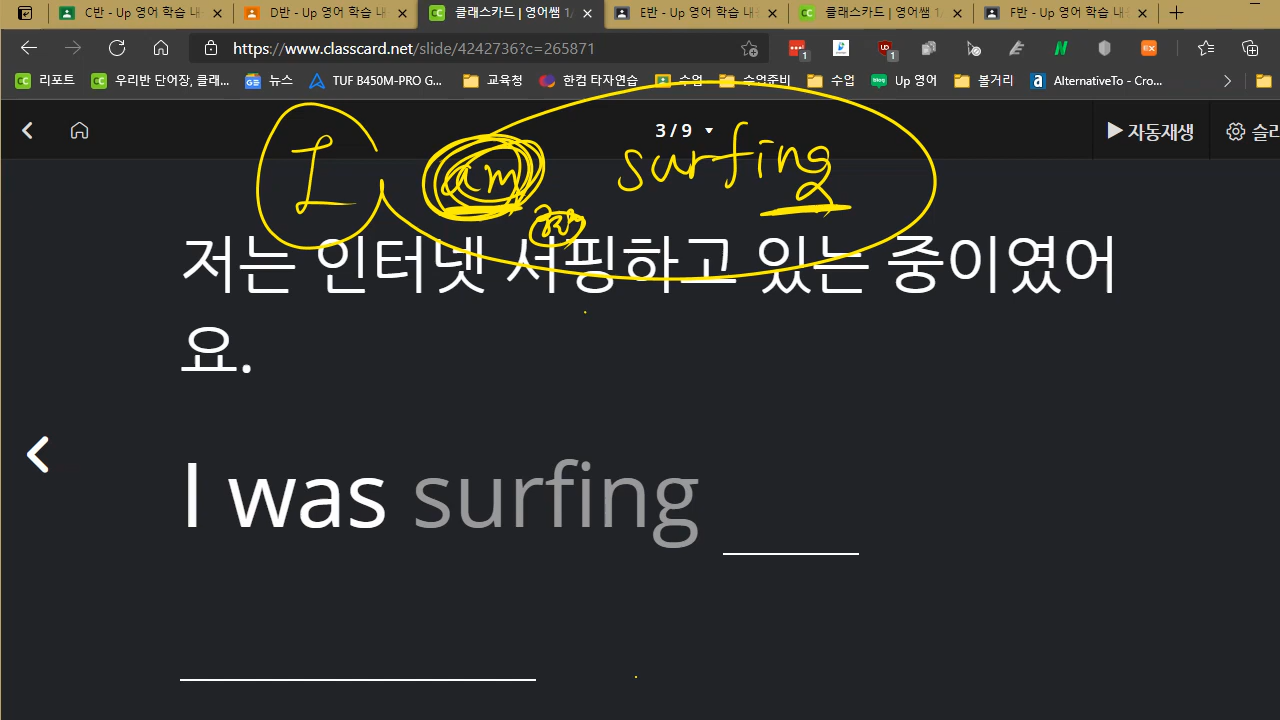 C반 - Up 영어 학습 내
D반 - Up 영어 학습 내
클래스카드 | 영어쌤 1
E반 - Up 영어 학습 내
클래스카드 | 영어쌤 1
F반 - Up 영어 학습 내
https://www.classcard.net/slide/4242736?c=265871
리포트 우리반 단어장, 클래... 뉴스 TUF B450M-PRO G... 교육창 한컴 타자연습 수업 수업준비 수업 Up 영어 볼거리 AlternativeTo - Cro...
3 / 9 자동재생 슬라
I am surfing
저는 인터넷 서핑하고 있는 중이였어
요.
I was surfing